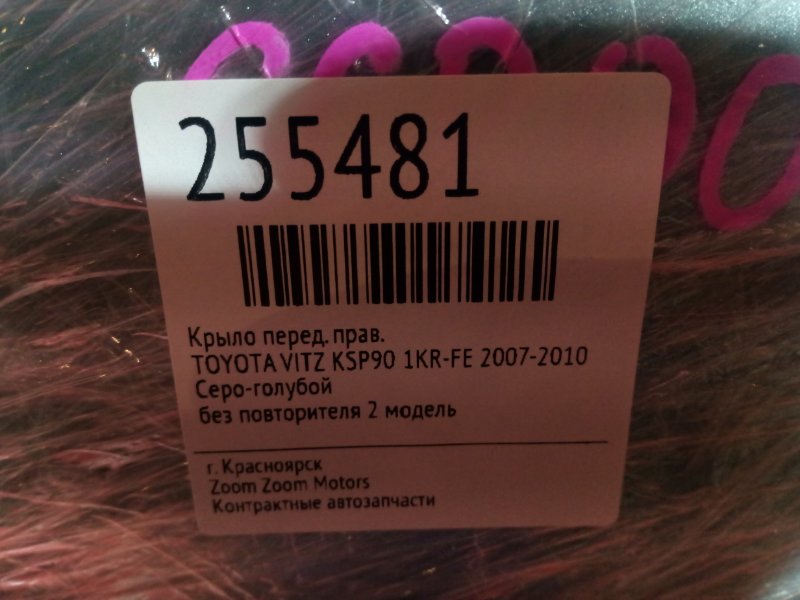 255481
Крыло перед. прав.
TOYOTA VITZ KSP90 1KR-FE 2007-2010
Серо-голубой
без повторителя 2 модель
г. Красноярск
Zoom Zoom Motors
Контрактные автозапчасти